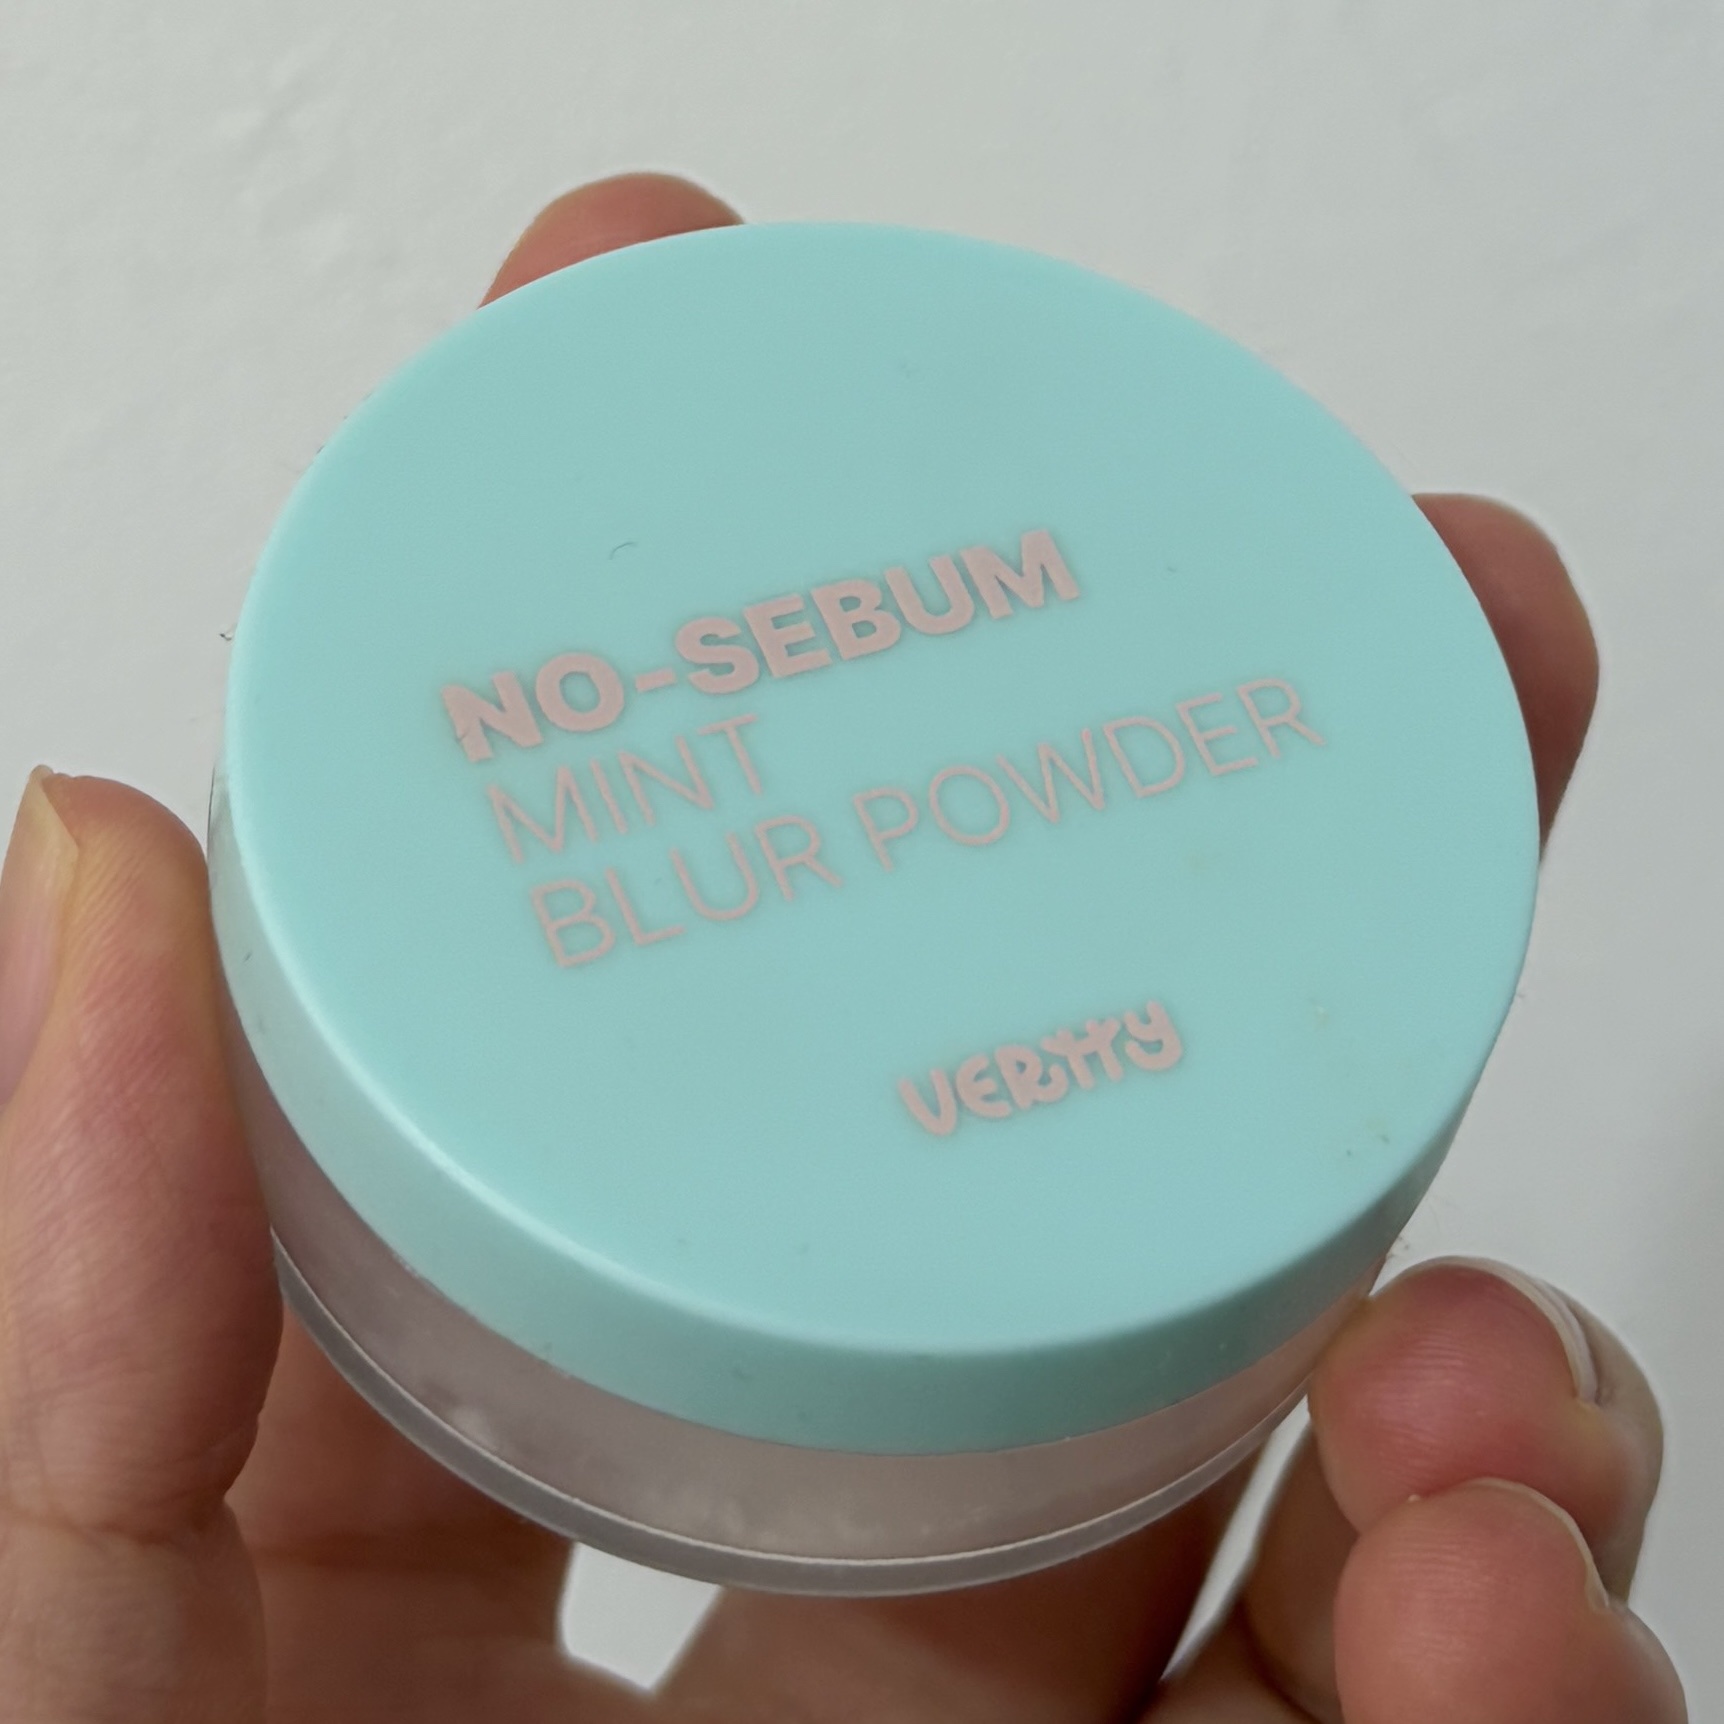 NO-SEBUM
MINT
BLUR POWDER
VERTTY